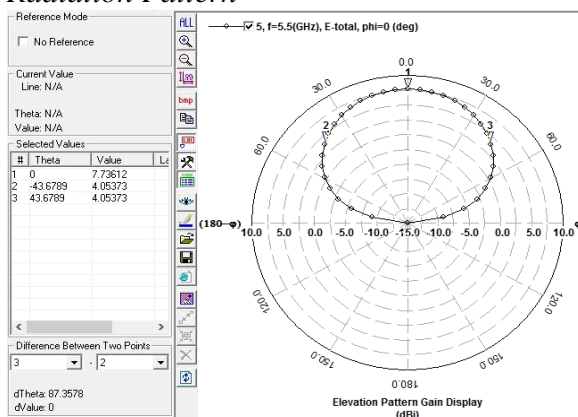 Radiation Pattern
Reference Mode
No Reference
Current Value
Line: N/A
Theta: N/A
Value: N/A
Selected Values
# Theta Value La
1 0 7.73612
2 -43.6789 4.05373
3 43.6789 4.05373
Difference Between Two Points
3 - 2
dTheta: 87.3578
dValue: 0
ALL
bmp
5, f=5.5(GHz), E-total, phi=0 (deg)
0.0
1
30.0 30.0
2 3
60.0 60.0
(180-φ) φ
10.0 5.0 0.0 -5.0 -10.0 -15.0 -10.0 -5.0 0.0 5.0 10.0
120.0 120.0
150.0 150.0
180.0
Elevation Pattern Gain Display
(dBi)